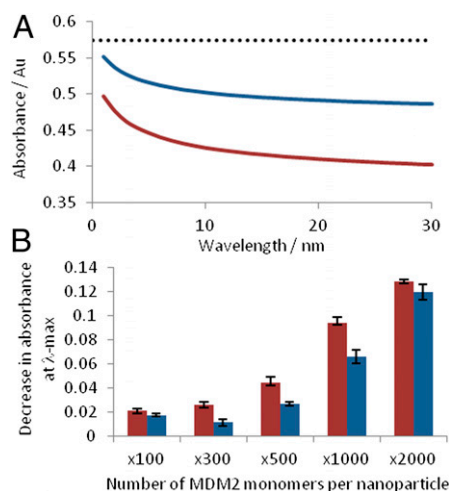 A
0.6
0.55
0.5
0.45
0.4
0.35
Absorbance / Au
0 10 20 30
Wavelength / nm
B
0.14
0.12
0.1
0.08
0.06
0.04
0.02
0
Decrease in absorbance
at λ-max
x100 x300 x500 x1000 x2000
Number of MDM2 monomers per nanoparticle